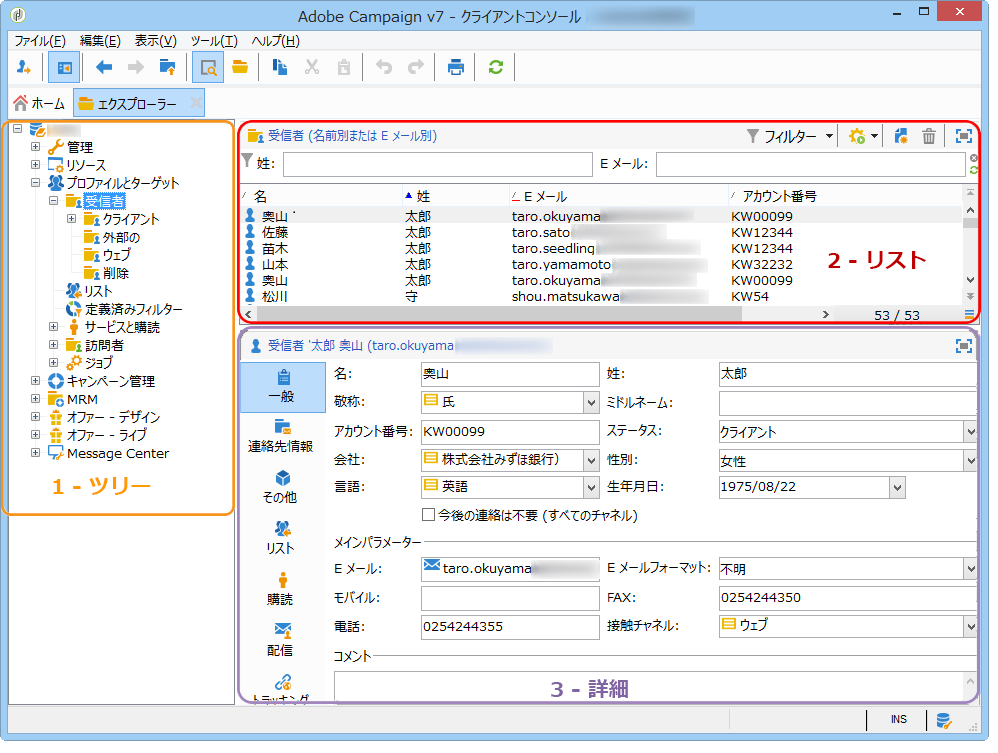 Adobe Campaign v7 - クライアントコンソール
ファイル(F) 編集(E) 表示(V) ツール(T) ヘルプ(H)
ホーム エクスプローラー
管理
リソース
プロファイルとターゲット
受信者
クライアント
外部の
ウェブ
削除
リスト
定義済みフィルター
サービスと購読
訪問者
ジョブ
キャンペーン管理
MRM
オファー - デザイン
オファー - ライブ
Message Center
1 - ツリー
受信者 (名前別または E メール別) フィルター
姓: E メール:
名 姓 E メール アカウント番号
奥山 太郎 taro.okuyama KW00099
佐藤 太郎 taro.sato KW12344
苗木 太郎 taro.seedling KW12344
山本 太郎 taro.yamamoto KW32232
奥山 太郎 taro.okuyama KW00099
松川 守 shou.matsukawa KW54
2 - リスト
53 / 53
受信者 '太郎 奥山 (taro.okuyama
一般
連絡先情報
その他
リスト
購読
配信
トラッキング
名: 奥山 姓: 太郎
敬称: 氏 ミドルネーム:
アカウント番号: KW00099 ステータス: クライアント
会社: 株式会社みずほ銀行) 性別: 女性
言語: 英語 生年月日: 1975/08/22
今後の連絡は不要 (すべてのチャネル)
メインパラメーター
E メール: taro.okuyama E メールフォーマット: 不明
モバイル: FAX: 0254244350
電話: 0254244355 接触チャネル: ウェブ
コメント
3 - 詳細
INS